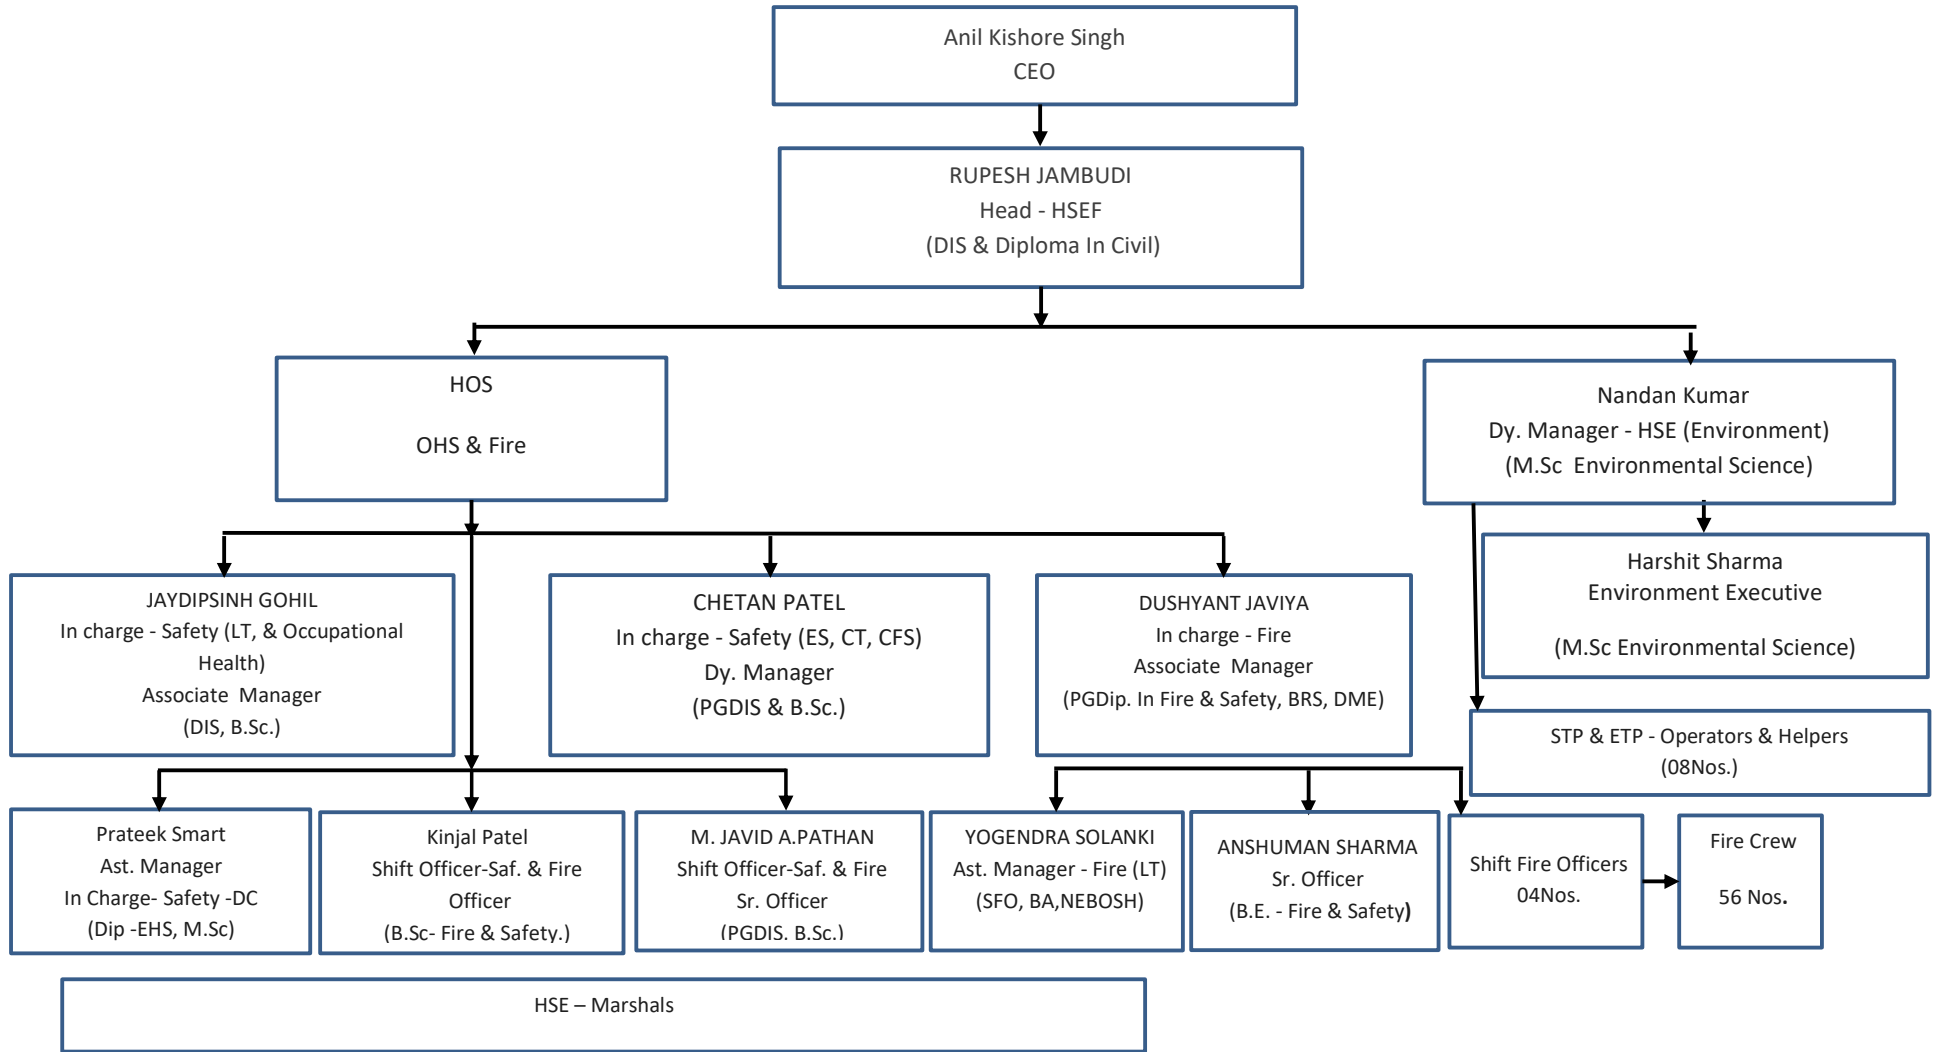 Anil Kishore Singh
CEO
RUPESH JAMBUDI
Head - HSEF
(DIS & Diploma In Civil)
HOS
OHS & Fire
Nandan Kumar
Dy. Manager - HSE (Environment)
(M.Sc  Environmental Science)
Harshit Sharma
Environment Executive
(M.Sc Environmental Science)
JAYDIPSINH GOHIL
In charge - Safety (LT, & Occupational
Health)
Associate  Manager
(DIS, B.Sc.)
CHETAN PATEL
In charge - Safety (ES, CT, CFS)
Dy. Manager
(PGDIS & B.Sc.)
DUSHYANT JAVIYA
In charge - Fire
Associate  Manager
(PGDip. In Fire & Safety, BRS, DME)
STP & ETP - Operators & Helpers
(08Nos.)
Prateek Smart
Ast. Manager
In Charge- Safety -DC
(Dip -EHS, M.Sc)
Kinjal Patel
Shift Officer-Saf. & Fire
Officer
(B.Sc- Fire & Safety.)
M. JAVID A.PATHAN
Shift Officer-Saf. & Fire
Sr. Officer
(PGDIS. B.Sc.)
YOGENDRA SOLANKI
Ast. Manager - Fire (LT)
(SFO, BA,NEBOSH)
ANSHUMAN SHARMA
Sr. Officer
(B.E. - Fire & Safety)
Shift Fire Officers
04Nos.
Fire Crew
56 Nos.
HSE – Marshals